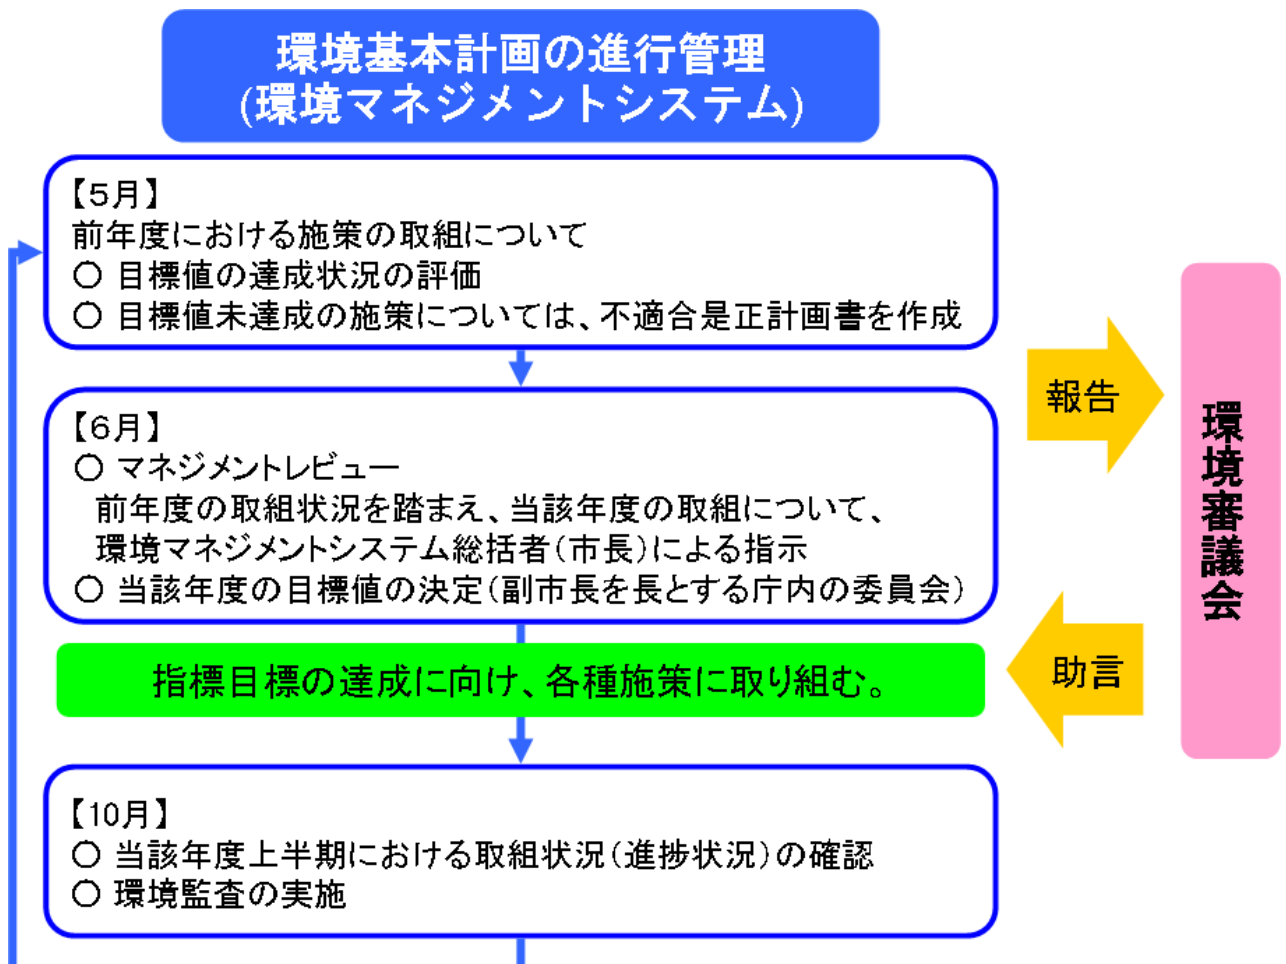 環境基本計画の進行管理
(環境マネジメントシステム)
【5月】
前年度における施策の取組について
○ 目標値の達成状況の評価
○ 目標値未達成の施策については、不適合是正計画書を作成
【6月】
○ マネジメントレビュー
前年度の取組状況を踏まえ、当該年度の取組について、
環境マネジメントシステム総括者(市長)による指示
○ 当該年度の目標値の決定(副市長を長とする庁内の委員会)
指標目標の達成に向け、各種施策に取り組む。
【10月】
○ 当該年度上半期における取組状況(進捗状況)の確認
○ 環境監査の実施
報告
助言
環境審議会